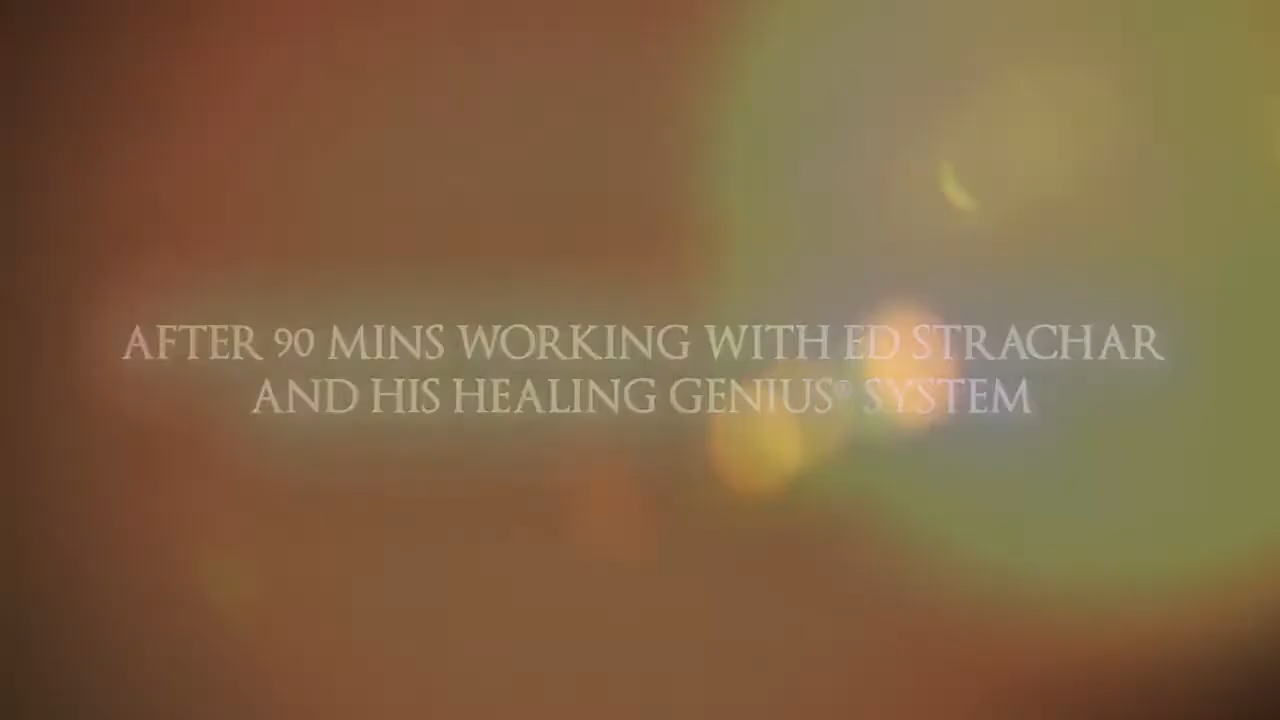 AFTER 90 MINS WORKING WITH ED STRACHAR
AND HIS HEALING GENIUS® SYSTEM